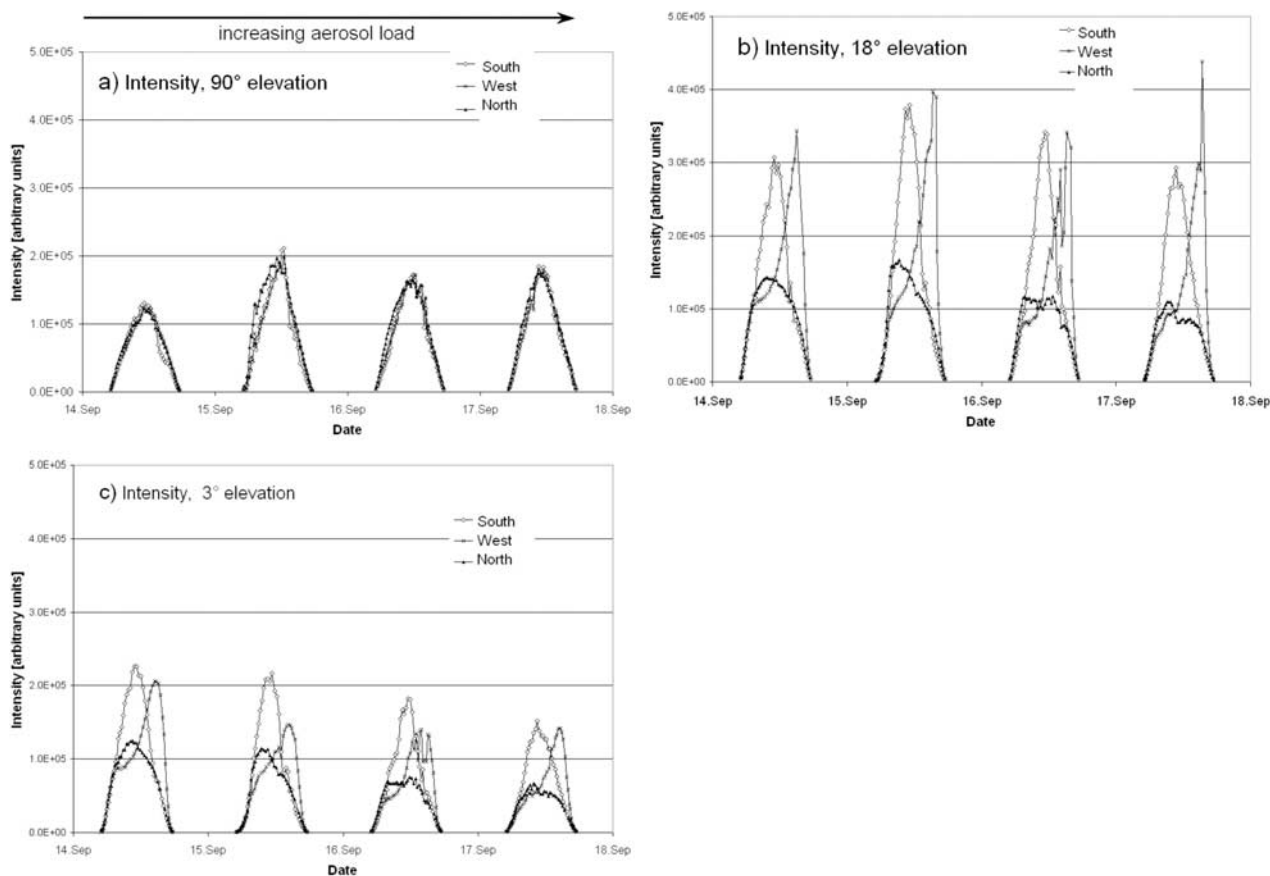 increasing aerosol load
a) Intensity, 90° elevation
South
West
North
Intensity [arbitrary units]
5.0E+05
4.0E+05
3.0E+05
2.0E+05
1.0E+05
0.0E+00
14.Sep 15.Sep 16.Sep 17.Sep 18.Sep
Date
b) Intensity, 18° elevation
South
West
North
Intensity [arbitrary units]
5.0E+05
4.0E+05
3.0E+05
2.0E+05
1.0E+05
0.0E+00
14.Sep 15.Sep 16.Sep 17.Sep 18.Sep
Date
c) Intensity, 3° elevation
South
West
North
Intensity [arbitrary units]
5.0E+05
4.0E+05
3.0E+05
2.0E+05
1.0E+05
0.0E+00
14.Sep 15.Sep 16.Sep 17.Sep 18.Sep
Date